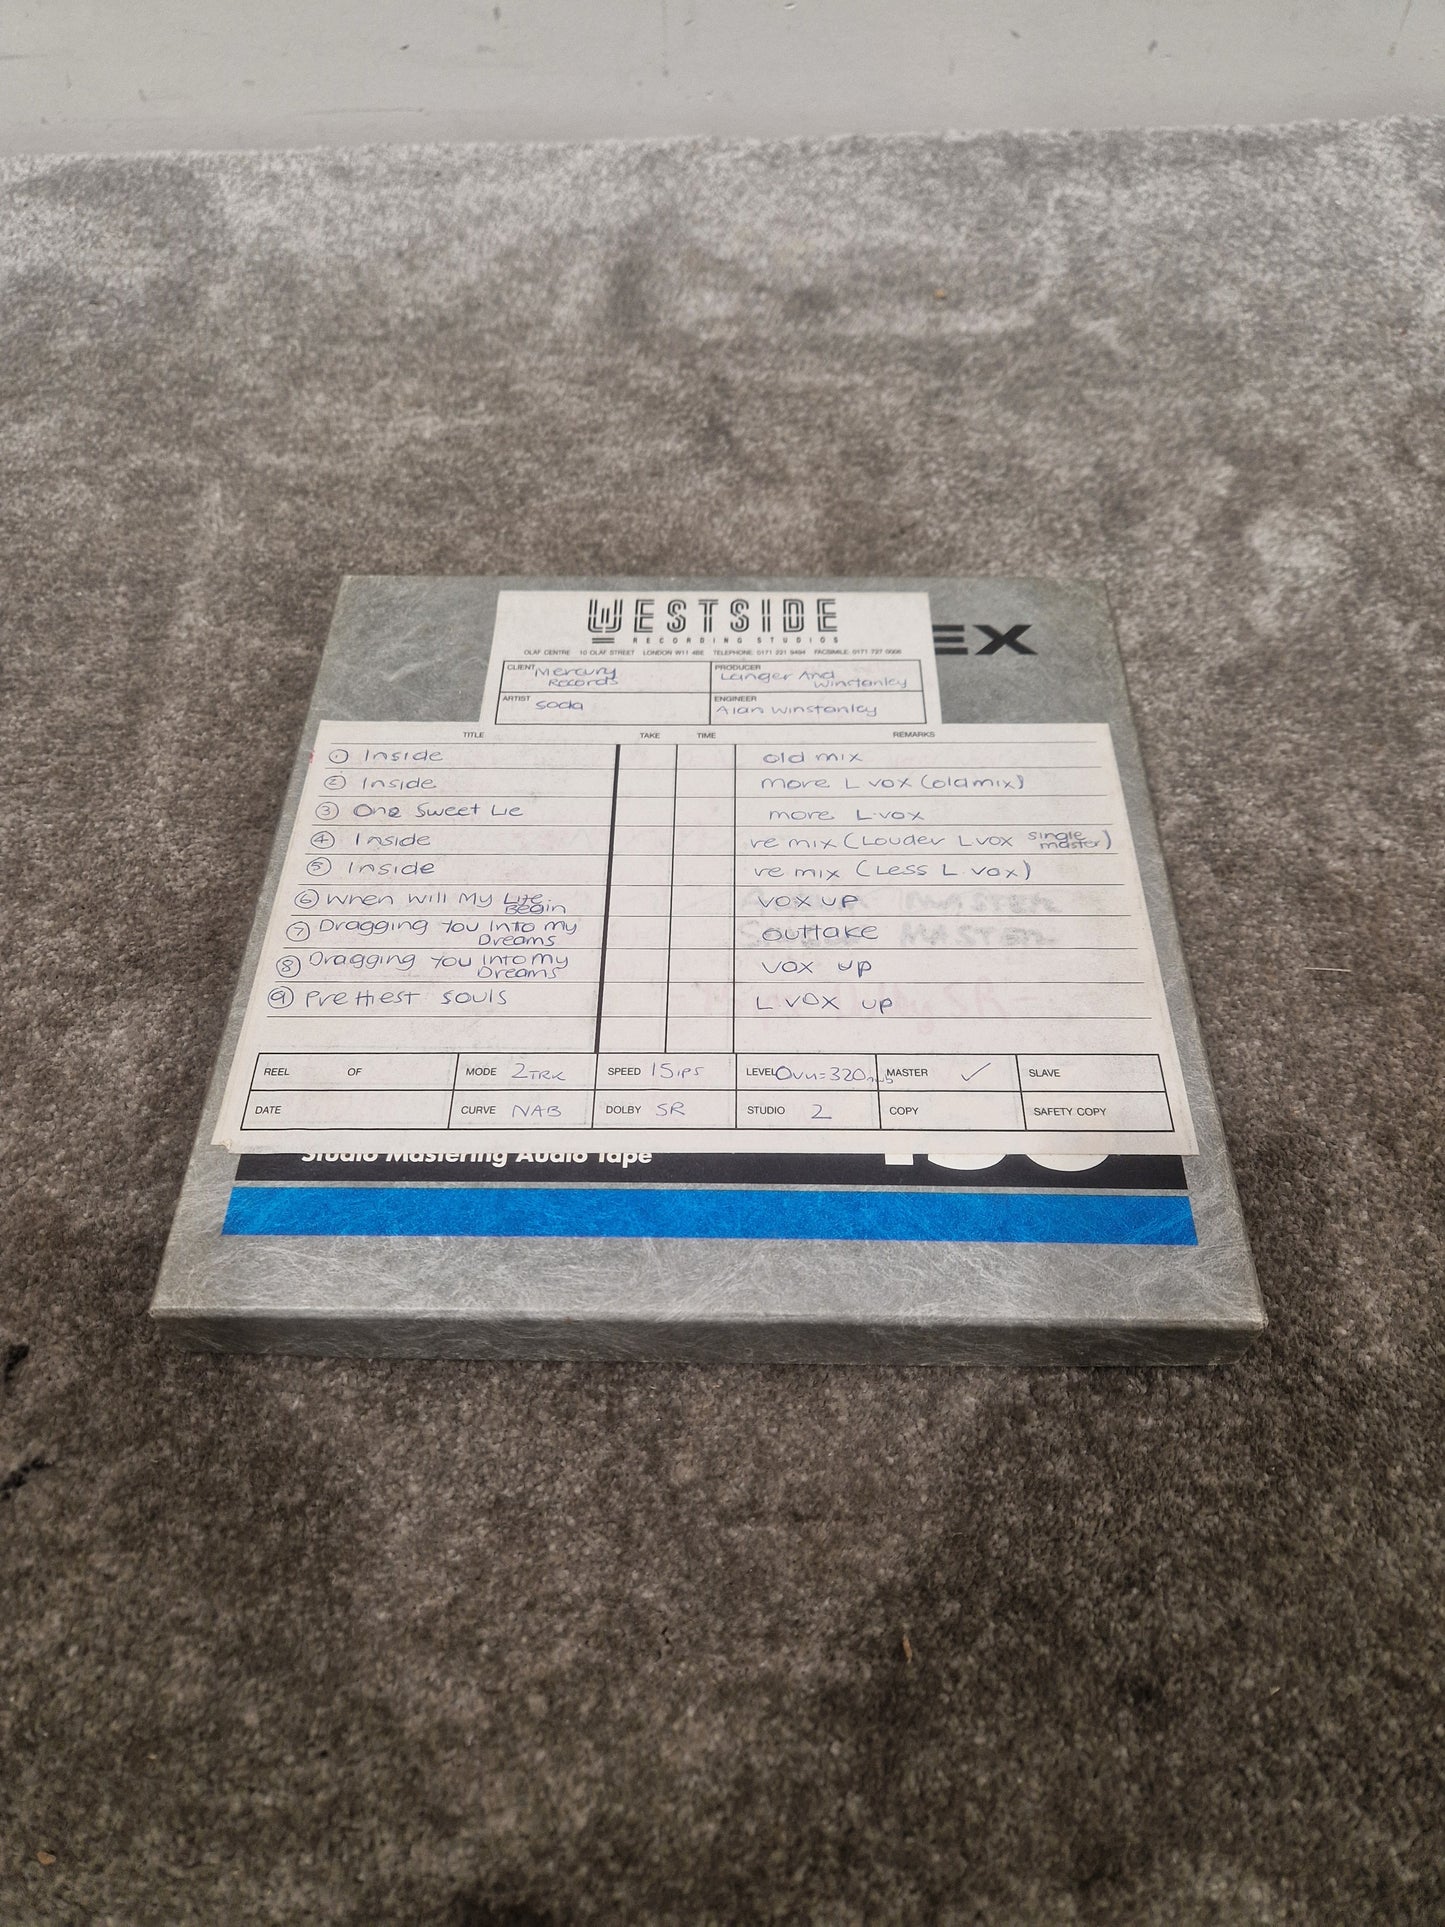 WESTSIDE
RECORDING STUDIOS
EX
OLAF CENTRE 10 OLAF STREET LONDON W11 4BE TELEPHONE: 0171 221 9494 FACSIMILE: 0171 727 0008
CLIENT Mercury Records
PRODUCER Langer And Winstanley
ARTIST Soda
ENGINEER Alan Winstanley
TITLE TAKE TIME REMARKS
① Inside old mix
② Inside more L vox (old mix)
③ One Sweet Lie more L.vox
④ Inside re mix (Louder L vox single master)
⑤ Inside re mix (Less L. vox)
⑥ When Will My Life Begin vox up
⑦ Dragging You Into My Dreams outtake
⑧ Dragging You Into My Dreams vox up
⑨ Prettiest Souls L vox up
REEL OF MODE 2TRK SPEED 15IPS LEVEL 0vu=320nwb MASTER ✓ SLAVE
DATE CURVE NAB DOLBY SR STUDIO 2 COPY SAFETY COPY
Studio Mastering Audio Tape